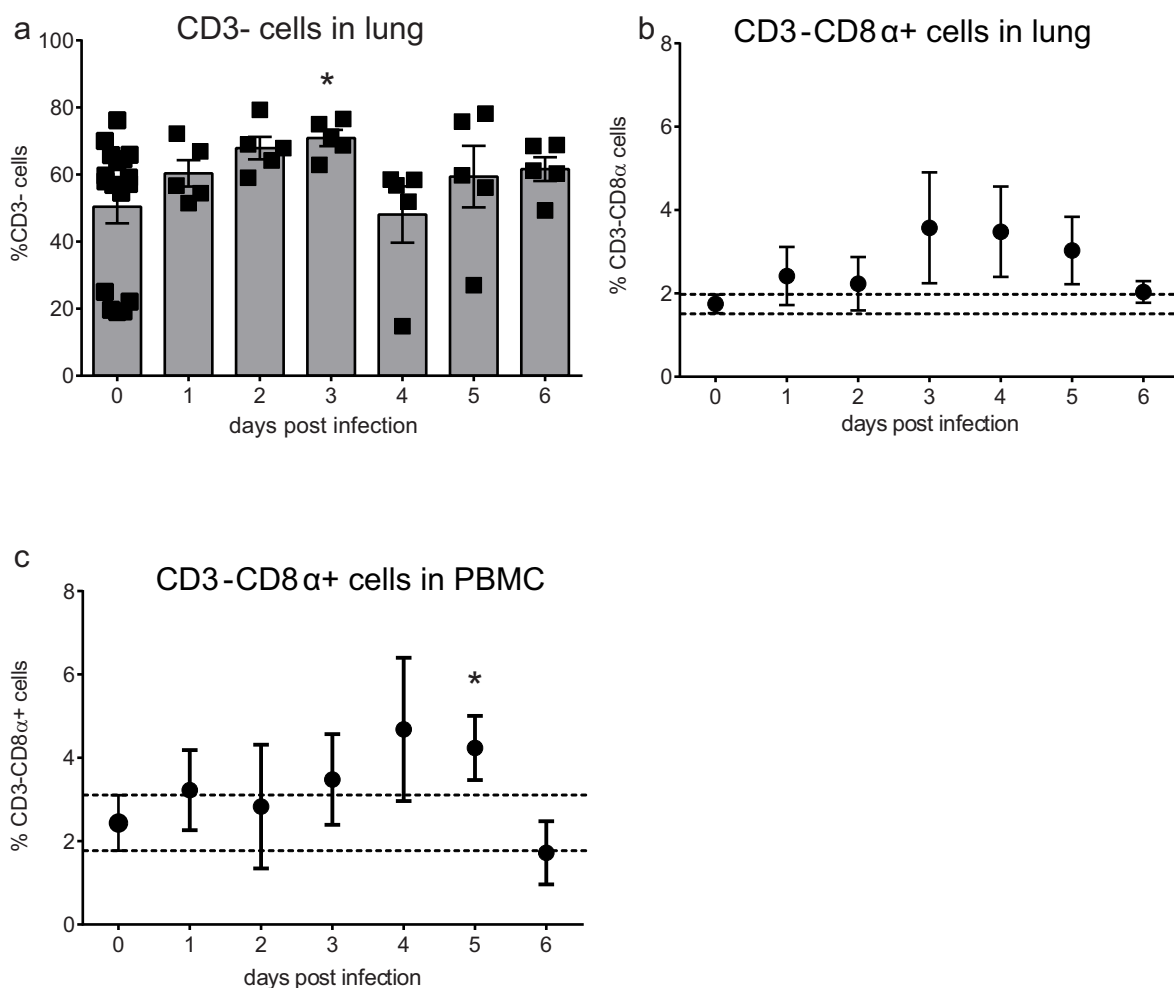 a
CD3- cells in lung
100
80
60
40
20
0
%CD3- cells
*
0 1 2 3 4 5 6
days post infection
b
CD3-CD8α+ cells in lung
8
6
4
2
0
% CD3-CD8α cells
0 1 2 3 4 5 6
days post infection
c
CD3-CD8α+ cells in PBMC
8
6
4
2
0
% CD3-CD8α+ cells
*
0 1 2 3 4 5 6
days post infection